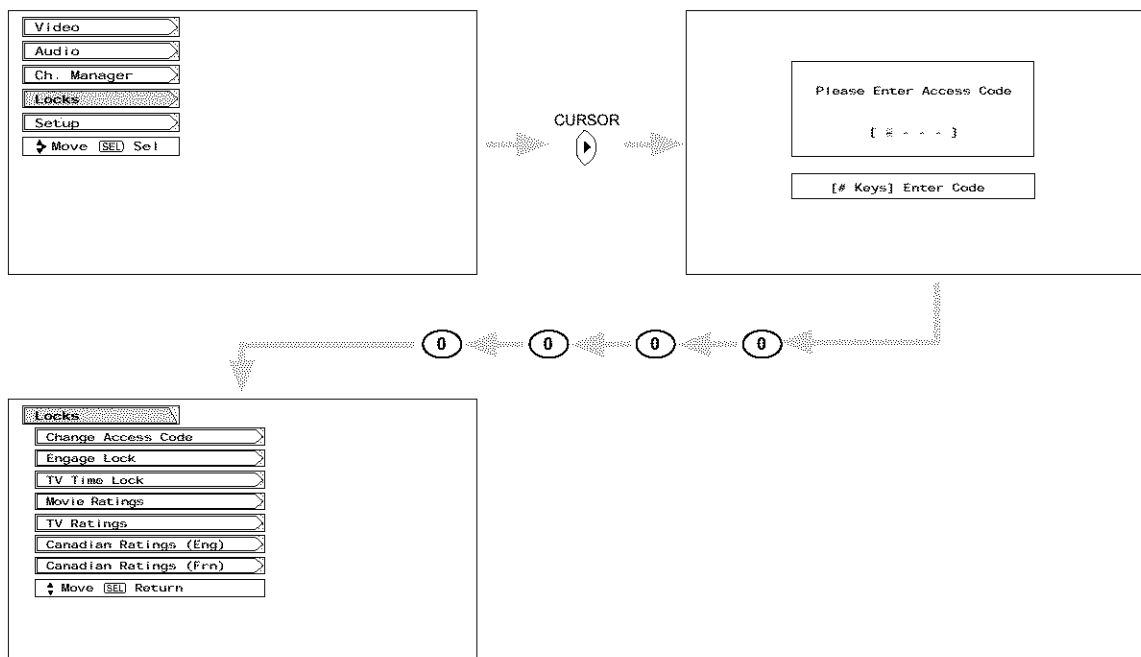 Video
Audio
Ch. Manager
Locks
Setup
Move SEL Sel
CURSOR
Please Enter Access Code
[ * - - - ]
[# Keys] Enter Code
0 0 0 0
Locks
Change Access Code
Engage Lock
TV Time Lock
Movie Ratings
TV Ratings
Canadian Ratings (Eng)
Canadian Ratings (Frn)
Move SEL Return